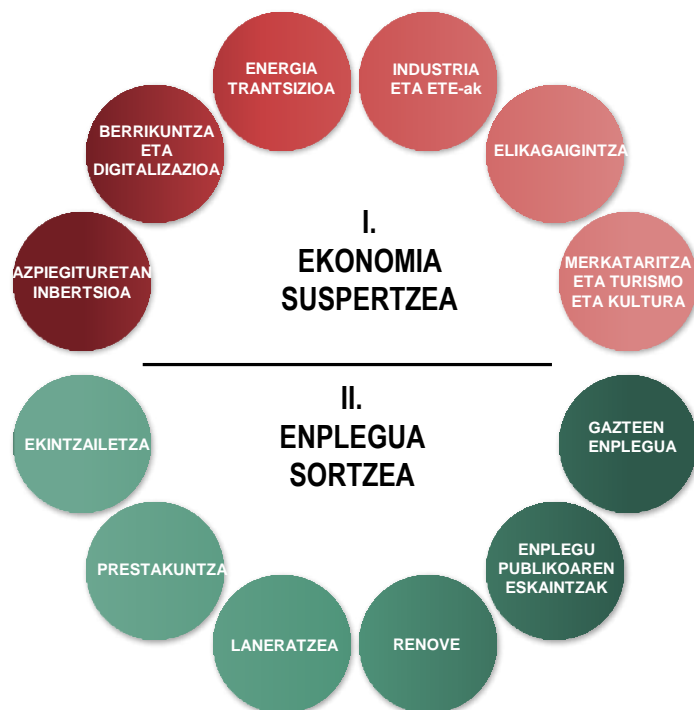 ENERGIA
TRANTSIZIOA
INDUSTRIA
ETA ETE-ak
BERRIKUNTZA
ETA
DIGITALIZAZIOA
ELIKAGAIGINTZA
AZPIEGITURETAN
INBERTSIOA
I.
EKONOMIA
SUSPERTZEA
MERKATARITZA
ETA TURISMO
ETA KULTURA
II.
ENPLEGUA
SORTZEA
EKINTZAILETZA
GAZTEEN
ENPLEGUA
PRESTAKUNTZA
ENPLEGU
PUBLIKOAREN
ESKAINTZAK
LANERATZEA
RENOVE